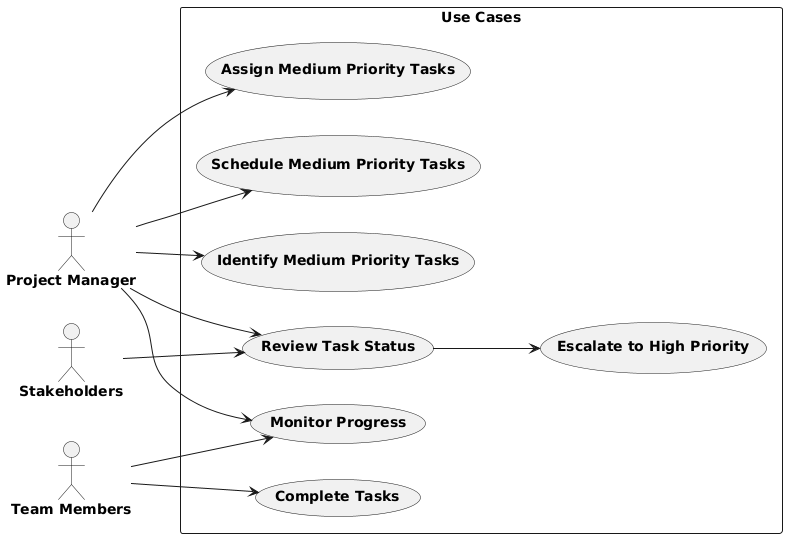 Use Cases
Assign Medium Priority Tasks
Schedule Medium Priority Tasks
Identify Medium Priority Tasks
Project Manager
Review Task Status
Escalate to High Priority
Stakeholders
Monitor Progress
Complete Tasks
Team Members